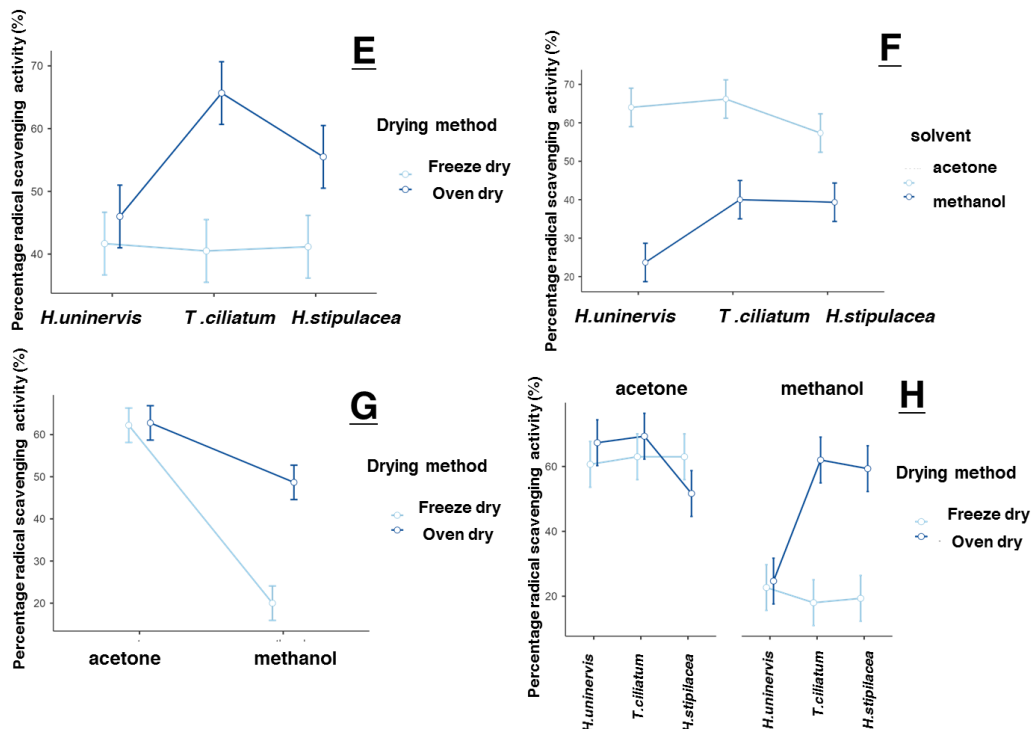 E
Percentage radical scavenging activity (%)
70
60
50
40
H.uninervis T .ciliatum H.stipulacea
Drying method
Freeze dry
Oven dry
F
Percentage radical scavenging activity (%)
70
60
50
40
30
20
H.uninervis T .ciliatum H.stipulacea
solvent
acetone
methanol
G
Percentage radical scavenging activity (%)
60
50
40
30
20
acetone methanol
Drying method
Freeze dry
Oven dry
H
acetone methanol
Percentage radical scavenging activity (%)
60
40
20
H.uninervis
T.ciliatum
H.stipilacea
H.uninervis
T.ciliatum
H.stipilacea
Drying method
Freeze dry
Oven dry